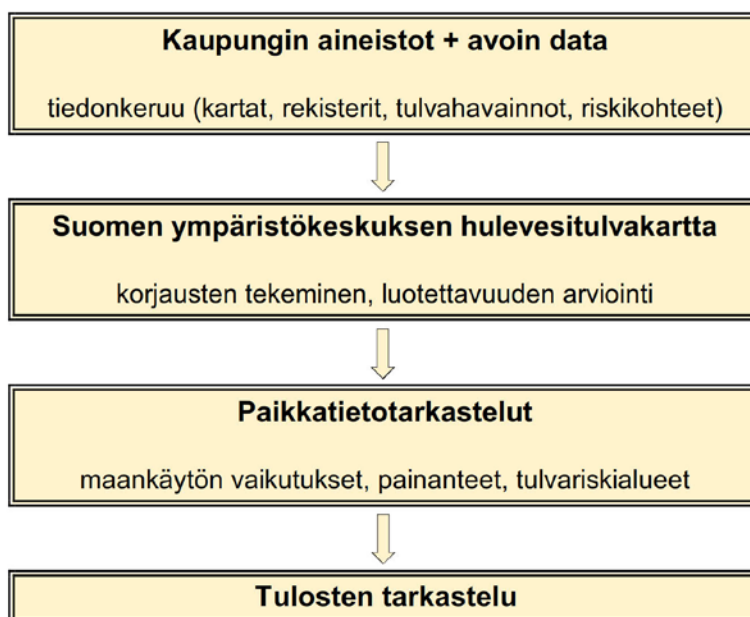 Kaupungin aineistot + avoin data
tiedonkeruu (kartat, rekisterit, tulvahavainnot, riskikohteet)
Suomen ympäristökeskuksen hulevesitulvakartta
korjausten tekeminen, luotettavuuden arviointi
Paikkatietotarkastelut
maankäytön vaikutukset, painanteet, tulvariskialueet
Tulosten tarkastelu